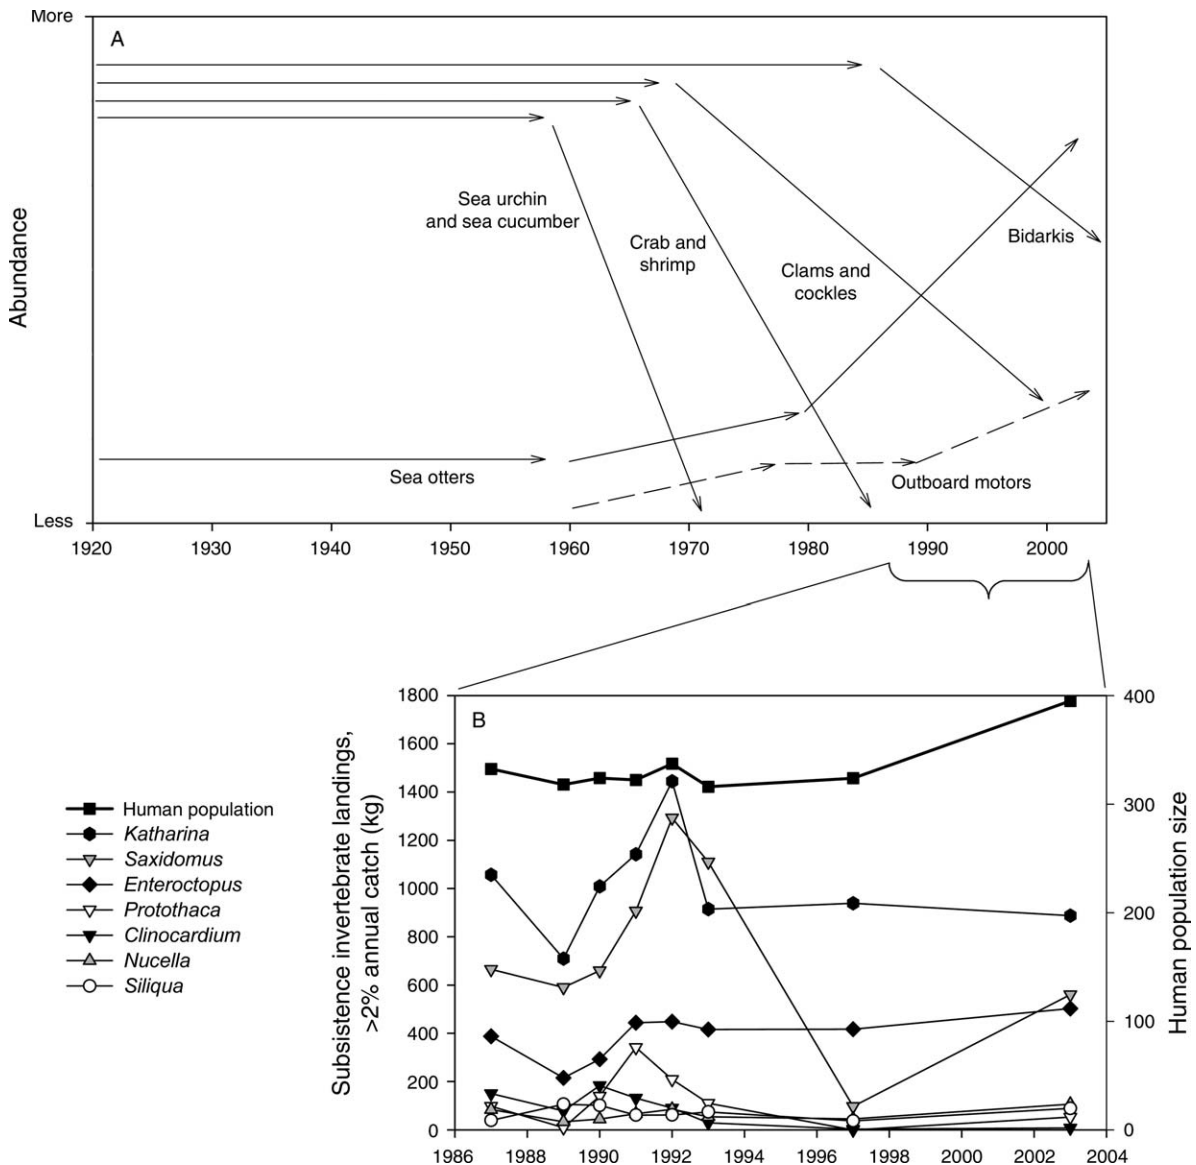 More
A
Abundance
Sea urchin
and sea cucumber
Crab and
shrimp
Clams and
cockles
Bidarkis
Sea otters
Outboard motors
Less
1920
1930
1940
1950
1960
1970
1980
1990
2000
B
Subsistence invertebrate landings,
>2% annual catch (kg)
1800
1600
1400
1200
1000
800
600
400
200
0
400
300
200
100
0
Human population size
Human population
Katharina
Saxidomus
Enteroctopus
Protothaca
Clinocardium
Nucella
Siliqua
1986
1988
1990
1992
1994
1996
1998
2000
2002
2004